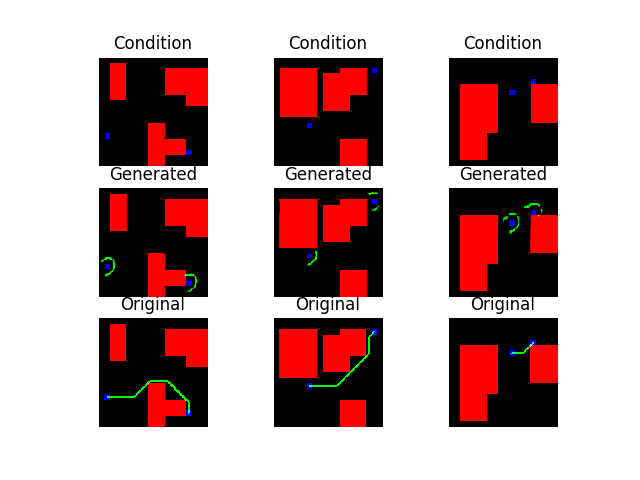 Condition Condition Condition
Generated Generated Generated
Original Original Original